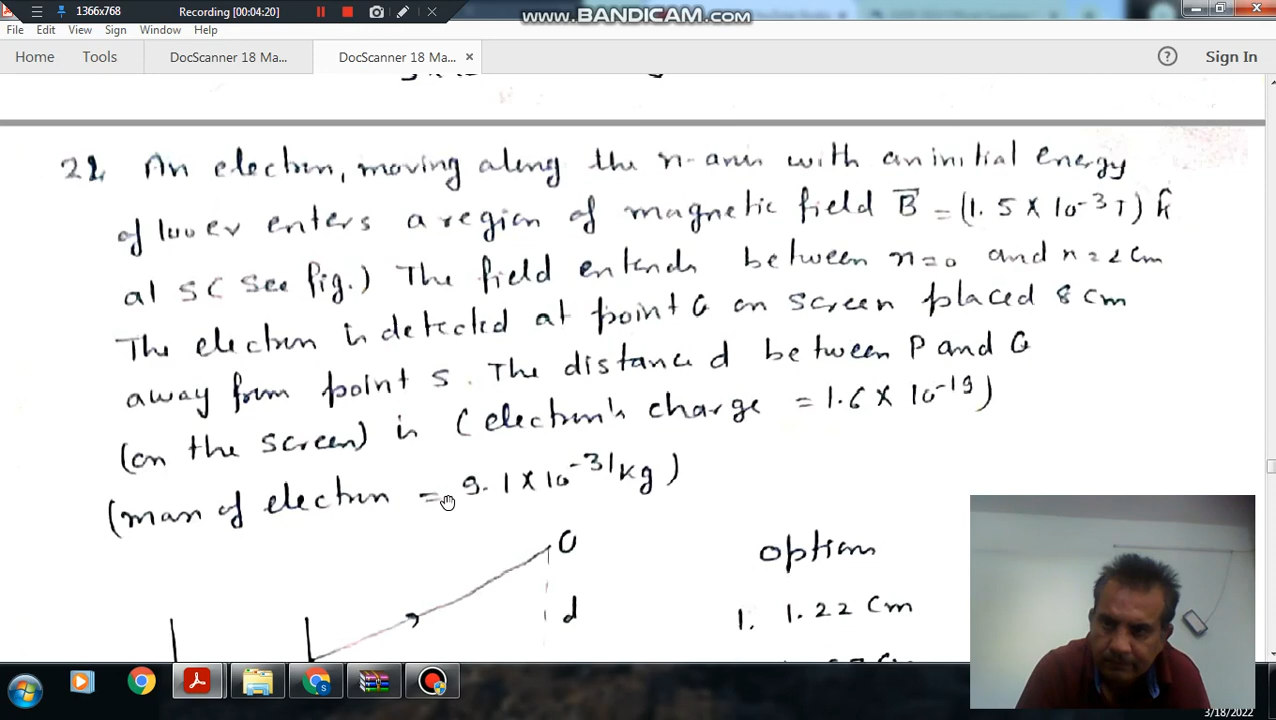 1366x768
Recording [00:04:20]
www.BANDICAM.com
File Edit View Sign Window Help
Home Tools DocScanner 18 Ma... DocScanner 18 Ma... × ? Sign In
21. An electron, moving along the x-axis with an initial energy
of 100 eV enters a region of magnetic field B⃗ = (1.5 × 10⁻³T) k̂
at S (See fig.) The field extends between x=0 and x=2 cm
The electron is detected at point Q on screen placed 8 cm
away from point S. The distance d between P and Q
(on the screen) is (electron's charge = 1.6 × 10⁻¹⁹)
(mass of electron = 9.1 × 10⁻³¹ kg)
Q
option
d
1. 1.22 cm
3/18/2022